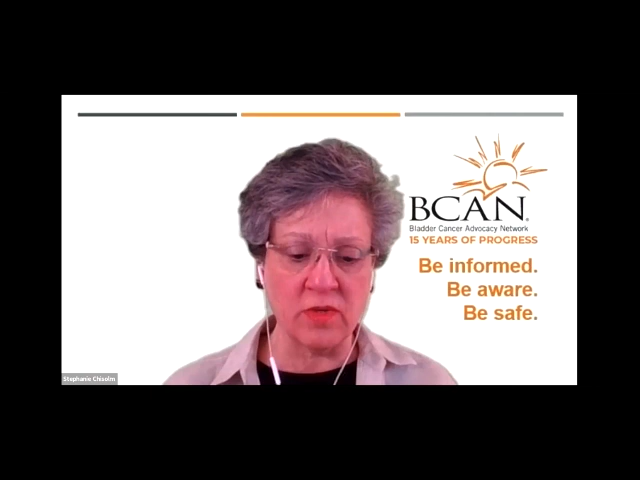 BCAN®
Bladder Cancer Advocacy Network
15 YEARS OF PROGRESS
Be informed.
Be aware.
Be safe.
Stephanie Chisolm